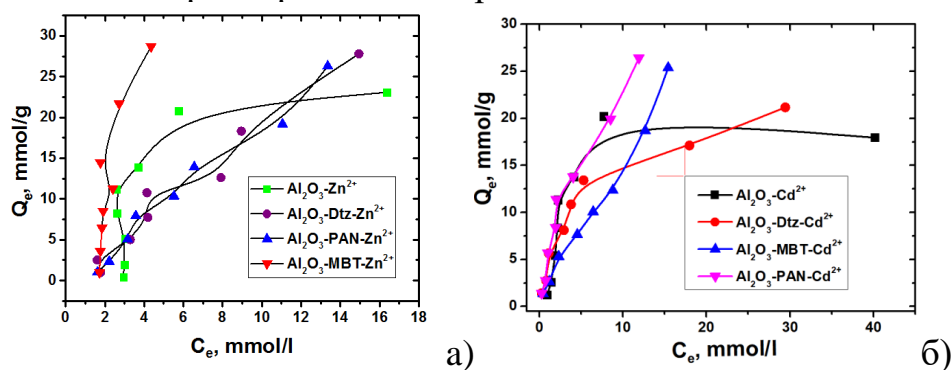 30
25
20
15
10
5
0
0 2 4 6 8 10 12 14 16 18
Qe, mmol/g
Ce, mmol/l
Al2O3-Zn2+
Al2O3-Dtz-Zn2+
Al2O3-PAN-Zn2+
Al2O3-MBT-Zn2+
а)
30
25
20
15
10
5
0
0 10 20 30 40
Qe, mmol/g
Ce, mmol/l
Al2O3-Cd2+
Al2O3-Dtz-Cd2+
Al2O3-MBT-Cd2+
Al2O3-PAN-Cd2+
б)